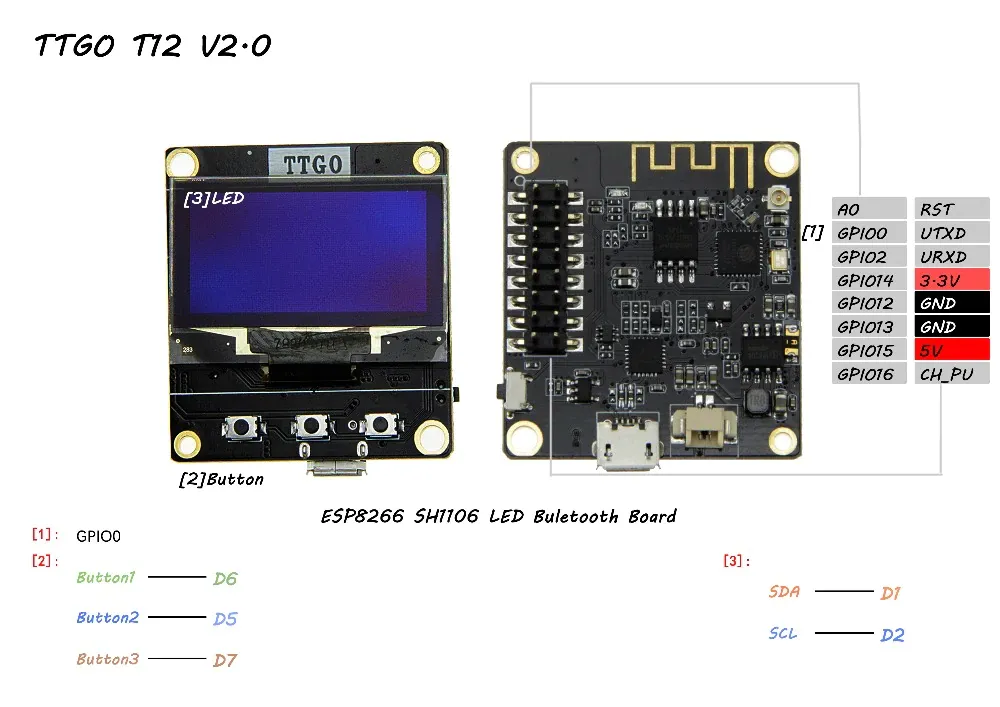 TTGO T12 V2.0
TTGO
[3]LED
283
[2]Button
[1]
A0 RST
GPIO0 UTXD
GPIO2 URXD
GPIO14 3.3V
GPIO12 GND
GPIO13 GND
GPIO15 5V
GPIO16 CH_PU
ESP8266 SH1106 LED Buletooth Board
[1]: GPIO0
[2]:
Button1 D6
Button2 D5
Button3 D7
[3]:
SDA D1
SCL D2